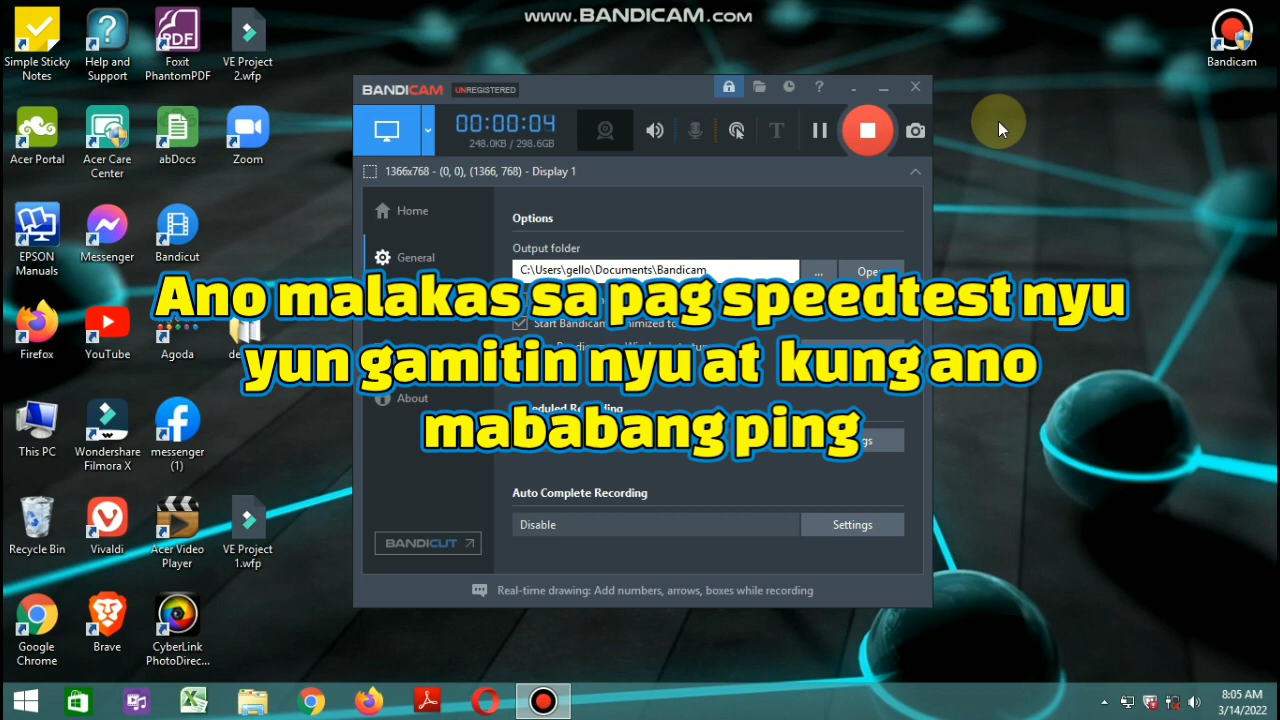 www.BANDICAM.com
Simple Sticky Notes
Help and Support
Foxit PhantomPDF
VE Project 2.wfp
Bandicam
Acer Portal
Acer Care Center
abDocs
Zoom
EPSON Manuals
Messenger
Bandicut
Firefox
YouTube
Agoda
This PC
Wondershare Filmora X
messenger (1)
Recycle Bin
Vivaldi
Acer Video Player
VE Project 1.wfp
Google Chrome
Brave
CyberLink PhotoDirec...
BANDICAM UNREGISTERED
00:00:04
248.0KB / 298.6GB
1366x768 - (0, 0), (1366, 768) - Display 1
Home
General
About
BANDICUT
Options
Output folder
C:\Users\gello\Documents\Bandicam
...
Start Bandicam minimized to
Auto Complete Recording
Disable
Settings
Real-time drawing: Add numbers, arrows, boxes while recording
Ano malakas sa pag speedtest nyu
yun gamitin nyu at kung ano
mababang ping
8:05 AM
3/14/2022